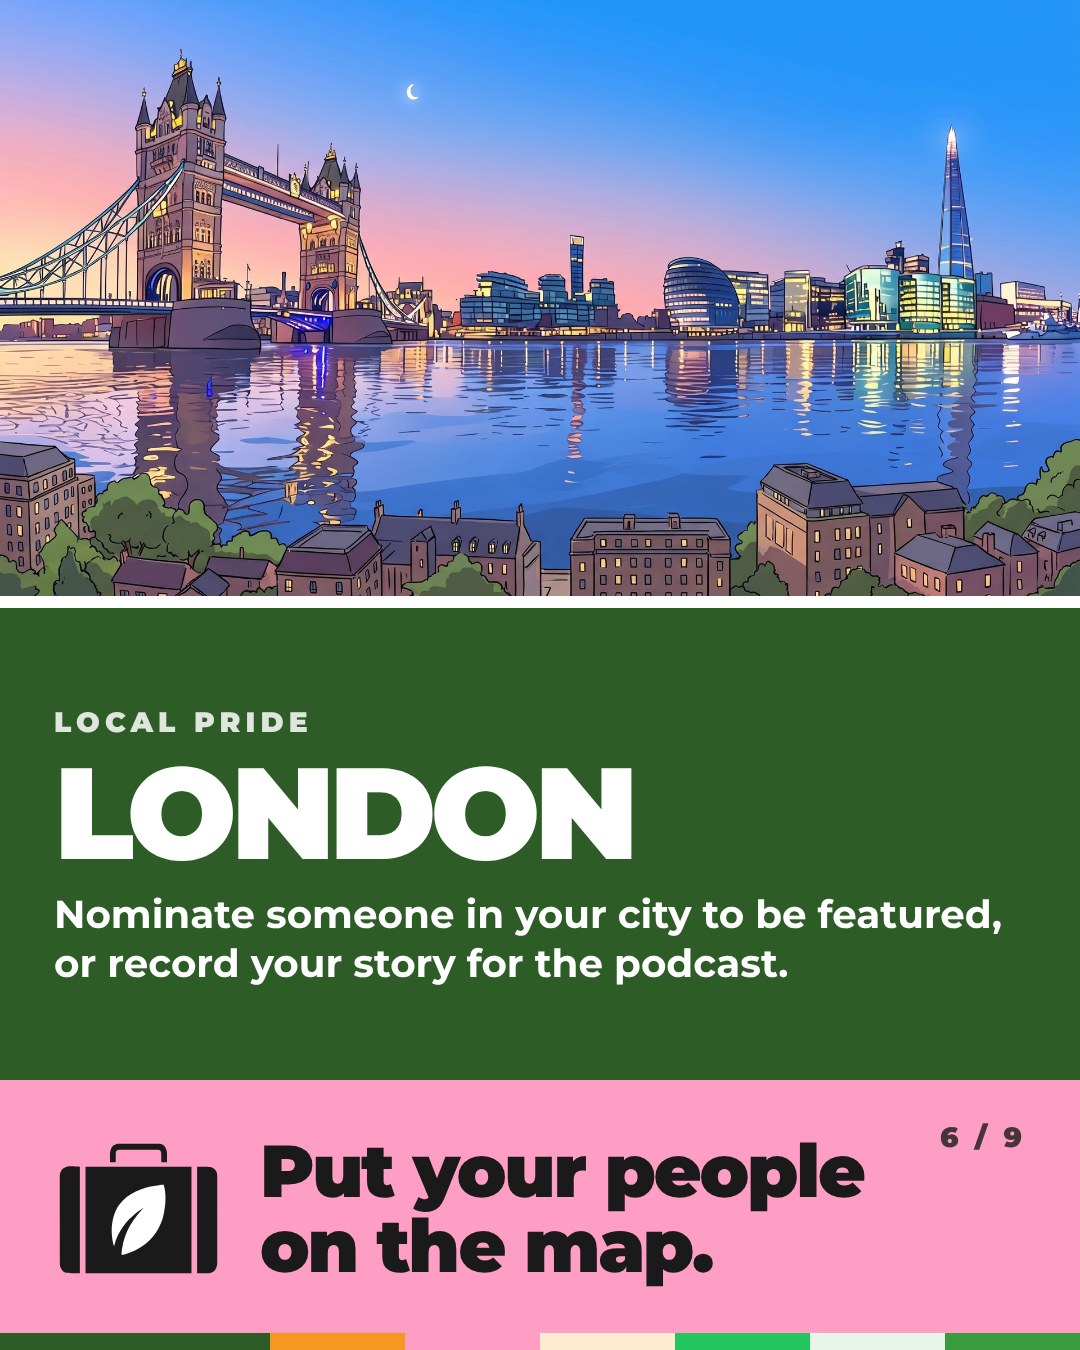 LOCAL PRIDE
LONDON
Nominate someone in your city to be featured,
or record your story for the podcast.
6 / 9
Put your people
on the map.